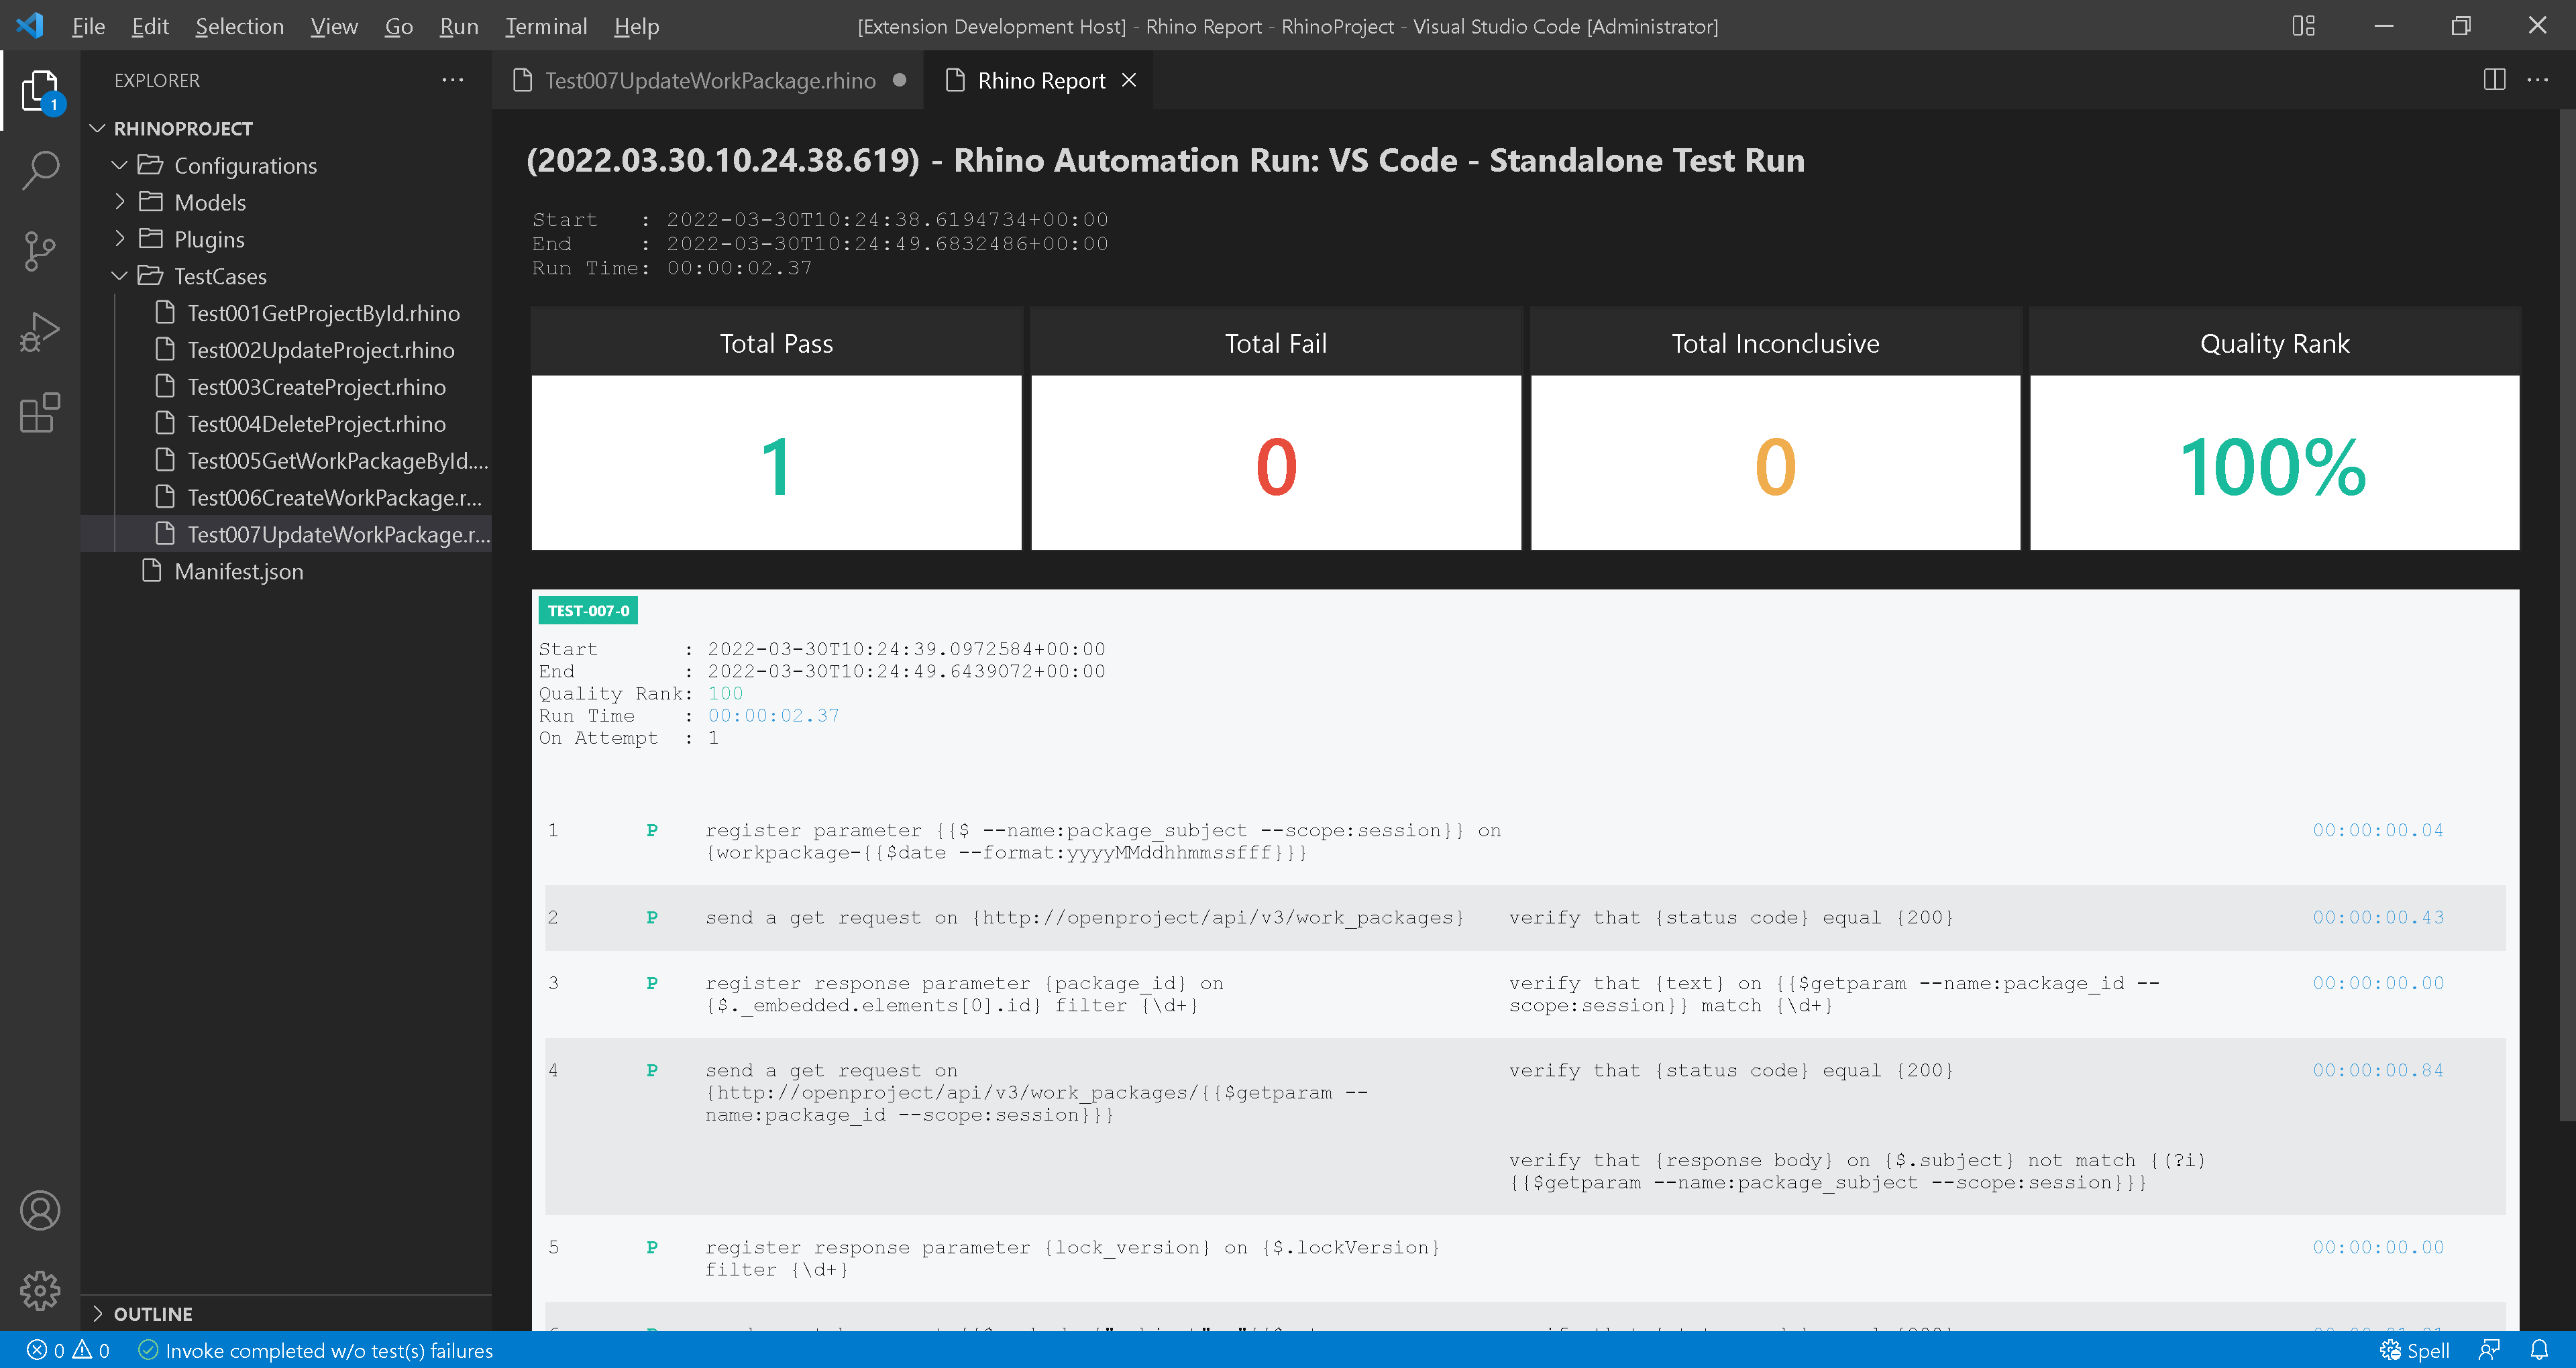 File Edit Selection View Go Run Terminal Help
[Extension Development Host] - Rhino Report - RhinoProject - Visual Studio Code [Administrator]
1
EXPLORER
RHINOPROJECT
Configurations
Models
Plugins
TestCases
Test001GetProjectById.rhino
Test002UpdateProject.rhino
Test003CreateProject.rhino
Test004DeleteProject.rhino
Test005GetWorkPackageById....
Test006CreateWorkPackage.r...
Test007UpdateWorkPackage.r...
Manifest.json
OUTLINE
Test007UpdateWorkPackage.rhino
Rhino Report
(2022.03.30.10.24.38.619) - Rhino Automation Run: VS Code - Standalone Test Run
Start : 2022-03-30T10:24:38.6194734+00:00
End : 2022-03-30T10:24:49.6832486+00:00
Run Time: 00:00:02.37
Total Pass Total Fail Total Inconclusive Quality Rank
1 0 0 100%
TEST-007-0
Start : 2022-03-30T10:24:39.0972584+00:00
End : 2022-03-30T10:24:49.6439072+00:00
Quality Rank: 100
Run Time : 00:00:02.37
On Attempt : 1
1 P register parameter {{$ --name:package_subject --scope:session}} on 00:00:00.04
{workpackage-{{$date --format:yyyyMMddhhmmssfff}}}
2 P send a get request on {http://openproject/api/v3/work_packages} verify that {status code} equal {200} 00:00:00.43
3 P register response parameter {package_id} on verify that {text} on {{$getparam --name:package_id -- 00:00:00.00
{$._embedded.elements[0].id} filter {\d+} scope:session}} match {\d+}
4 P send a get request on verify that {status code} equal {200} 00:00:00.84
{http://openproject/api/v3/work_packages/{{$getparam --
name:package_id --scope:session}}}
verify that {response body} on {$.subject} not match {(?i)
{{$getparam --name:package_subject --scope:session}}}
5 P register response parameter {lock_version} on {$.lockVersion} 00:00:00.00
filter {\d+}
0 0 Invoke completed w/o test(s) failures
Spell